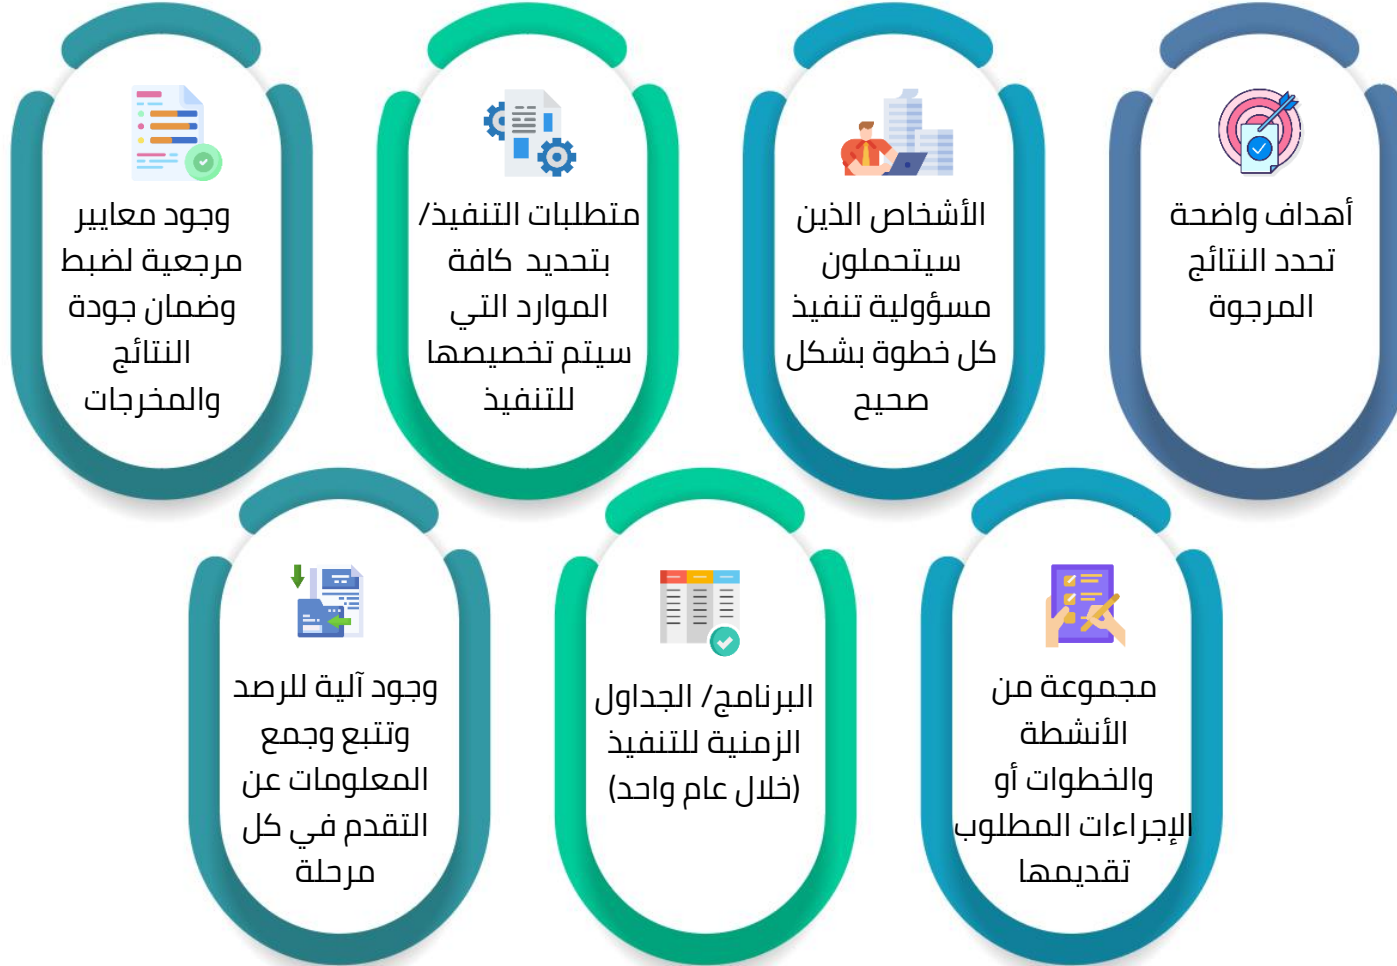 أهداف واضحة
تحدد النتائج
المرجوة
الأشخاص الذين
سيتحملون
مسؤولية تنفيذ
كل خطوة بشكل
صحيح
متطلبات التنفيذ/
بتحديد كافة
الموارد التي
سيتم تخصيصها
للتنفيذ
وجود معايير
مرجعية لضبط
وضمان جودة
النتائج
والمخرجات
مجموعة من
الأنشطة
والخطوات أو
الإجراءات المطلوب
تقديمها
البرنامج/ الجداول
الزمنية للتنفيذ
(خلال عام واحد)
وجود آلية للرصد
وتتبع وجمع
المعلومات عن
التقدم في كل
مرحلة